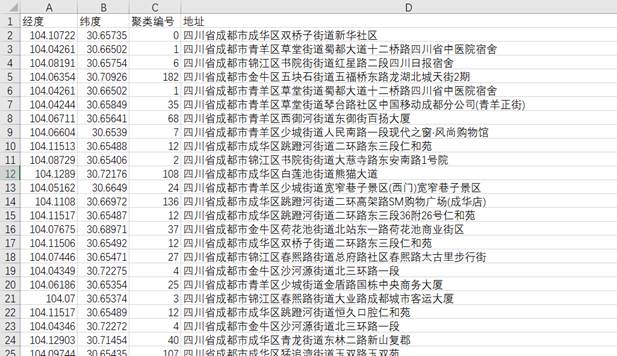 A B C D
1 经度 纬度 聚类编号 地址
2 104.10722 30.65735 0 四川省成都市成华区双桥子街道新华社区
3 104.04261 30.66502 1 四川省成都市青羊区草堂街道蜀都大道十二桥路四川省中医院宿舍
4 104.08191 30.65754 6 四川省成都市锦江区书院街街道红星路二段四川日报宿舍
5 104.06354 30.70926 182 四川省成都市金牛区五块石街道五福桥东路龙湖北城天街2期
6 104.04261 30.66502 1 四川省成都市青羊区草堂街道蜀都大道十二桥路四川省中医院宿舍
7 104.04244 30.65849 35 四川省成都市青羊区草堂街道琴台路社区中国移动成都分公司(青羊正街)
8 104.06711 30.65641 68 四川省成都市青羊区西御河街道东御街百扬大厦
9 104.06604 30.6539 7 四川省成都市青羊区少城街道人民南路一段现代之窗·风尚购物馆
10 104.11513 30.65488 12 四川省成都市锦江区跳蹬河街道二环路东三段仁和苑
11 104.08729 30.65406 2 四川省成都市锦江区书院街街道大慈寺路东安南路1号院
12 104.1289 30.72176 108 四川省成都市成华区白莲池街道熊猫大道
13 104.05162 30.6649 24 四川省成都市青羊区少城街道宽窄巷子景区(西门)宽窄巷子景区
14 104.1108 30.66972 136 四川省成都市成华区跳蹬河街道二环高架路SM购物广场(成华店)
15 104.11517 30.65487 12 四川省成都市成华区跳蹬河街道二环路东三段36附26号仁和苑
16 104.07675 30.68971 37 四川省成都市金牛区荷花池街道北站东一路荷花池商业街区
17 104.11506 30.65492 12 四川省成都市成华区双桥子街道二环路东三段仁和苑
18 104.07446 30.65471 27 四川省成都市锦江区春熙路街道总府路社区春熙路太古里步行街
19 104.04349 30.72275 4 四川省成都市金牛区沙河源街道北三环路一段
20 104.06186 30.65354 25 四川省成都市青羊区少城街道金盾路国栋中央商务大厦
21 104.07 30.65374 3 四川省成都市锦江区春熙路街道大业路成都城市客运大厦
22 104.11517 30.65489 12 四川省成都市成华区跳蹬河街道恒久口腔仁和苑
23 104.04346 30.72272 4 四川省成都市金牛区沙河源街道北三环路一段
24 104.12903 30.71454 40 四川省成都市成华区青龙街道东林二路新山复郡
25 104.09744 30.65435 107 四川省成都市锦江区猛追湾街道玉双路玉双苑